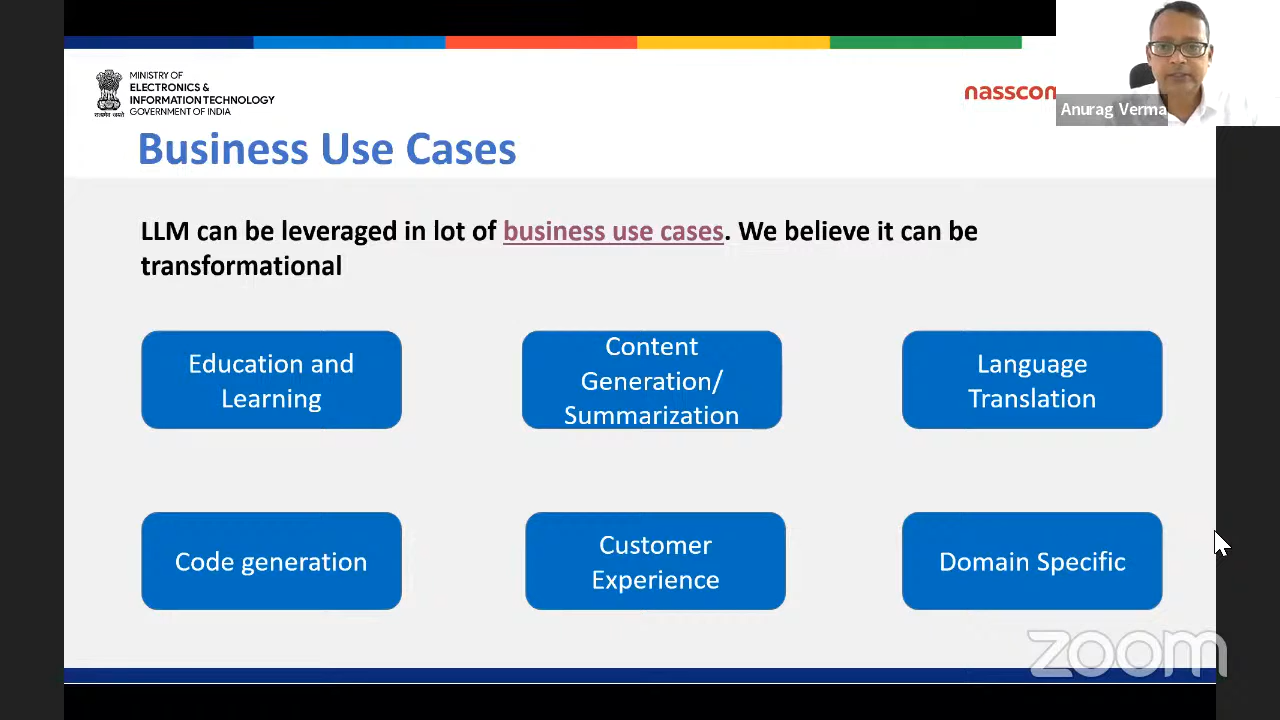 MINISTRY OF
ELECTRONICS &
INFORMATION TECHNOLOGY
GOVERNMENT OF INDIA
nasscom
Anurag Verma
Business Use Cases
LLM can be leveraged in lot of business use cases. We believe it can be
transformational
Education and
Learning
Content
Generation/
Summarization
Language
Translation
Code generation
Customer
Experience
Domain Specific
zoom